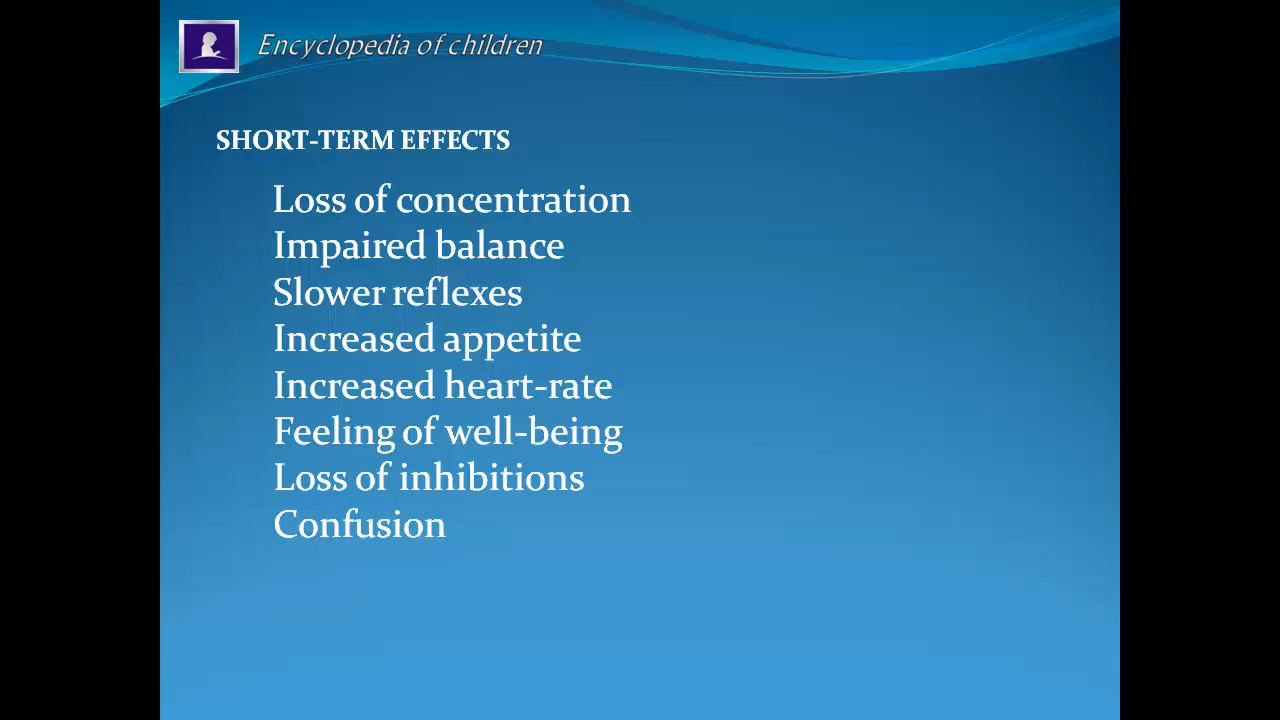 Encyclopedia of children
SHORT-TERM EFFECTS
Loss of concentration
Impaired balance
Slower reflexes
Increased appetite
Increased heart-rate
Feeling of well-being
Loss of inhibitions
Confusion